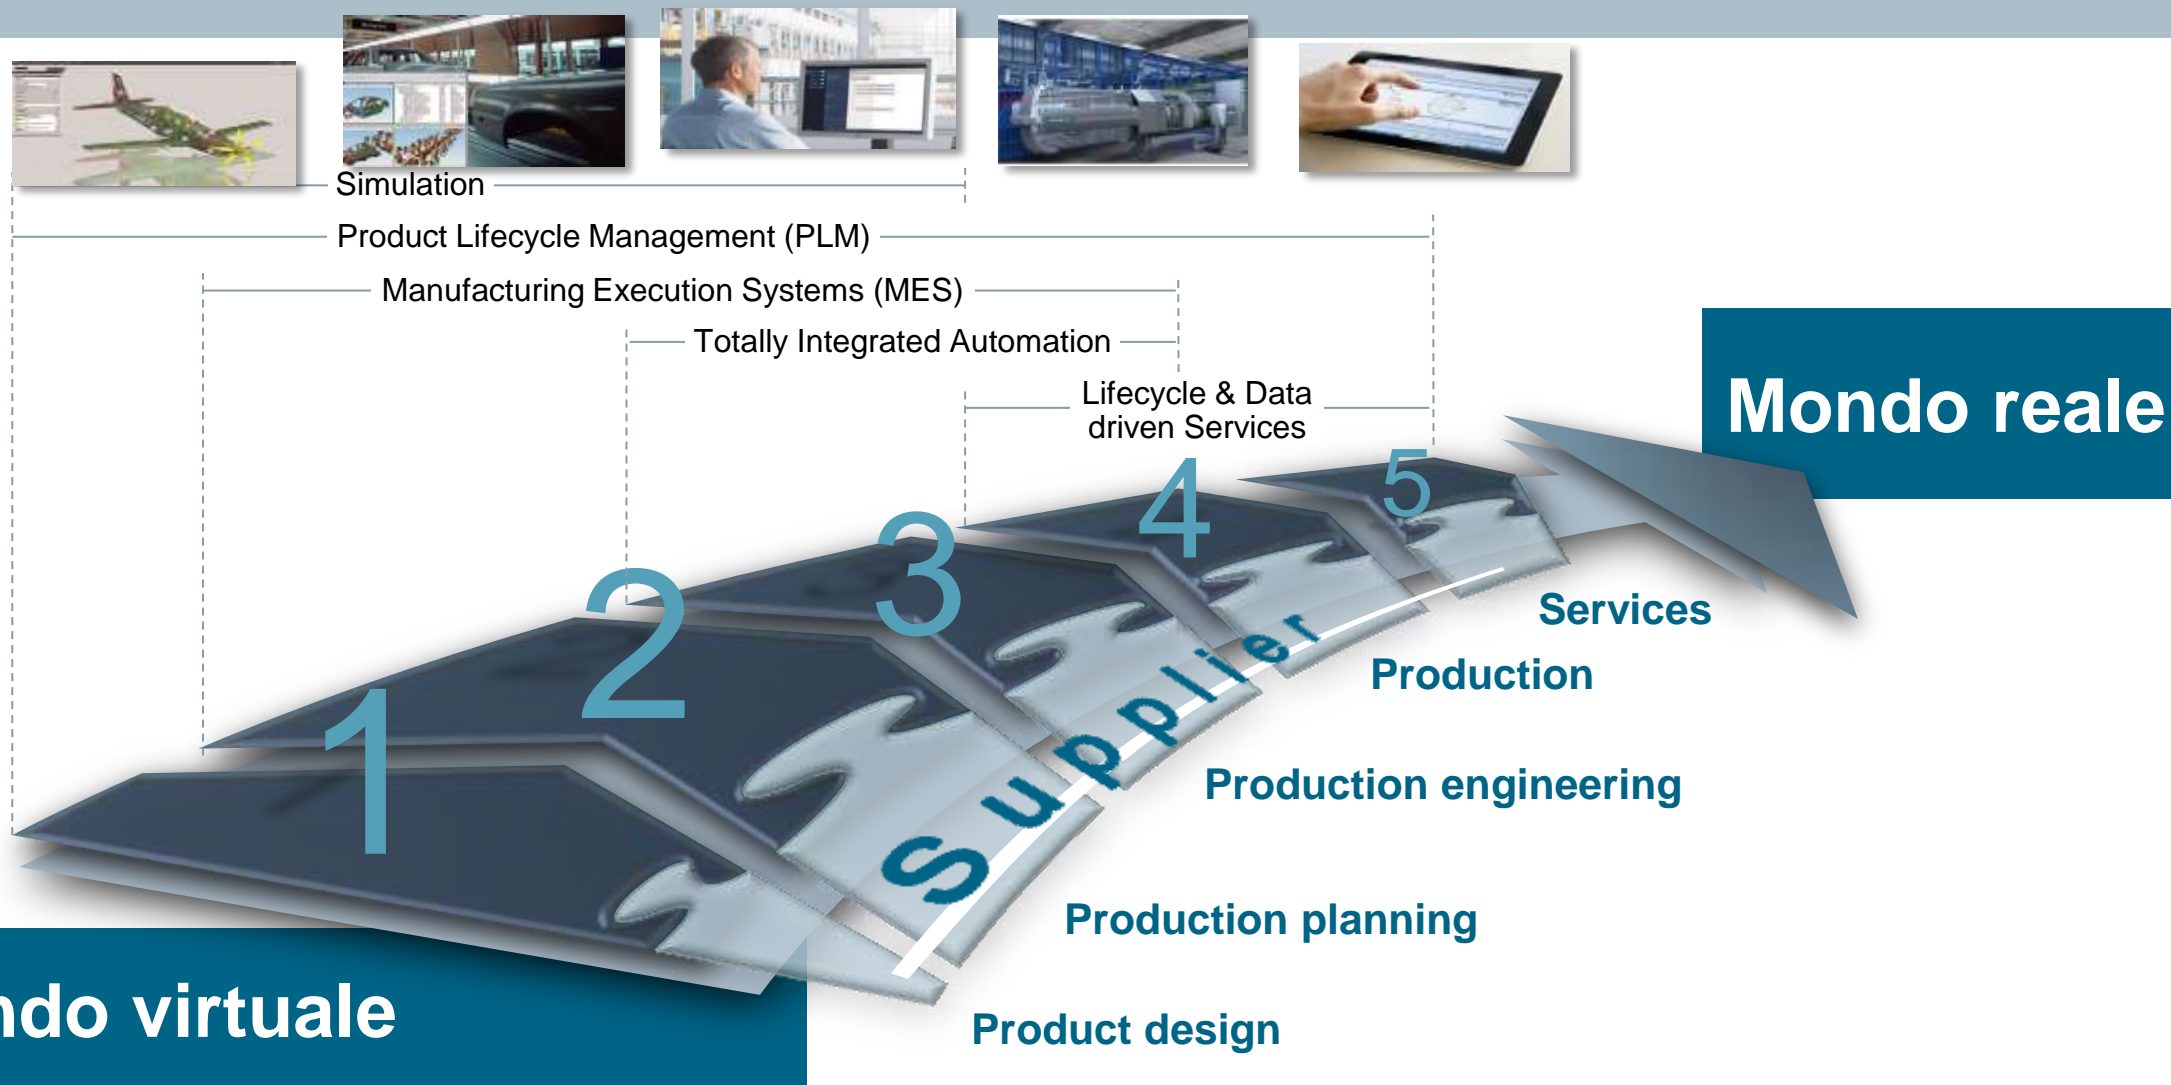 Simulation
Product Lifecycle Management (PLM)
Manufacturing Execution Systems (MES)
Totally Integrated Automation
Lifecycle & Data
driven Services
Mondo reale
5
4
3
2
1
Supplier
Services
Production
Production engineering
Production planning
Product design
ndo virtuale